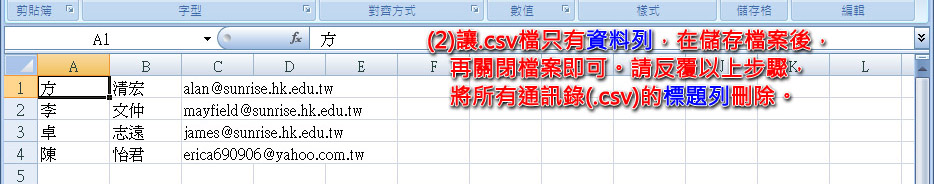 剪貼簿 字型 對齊方式 數值 樣式 儲存格 編輯
A1 fx 方
(2)讓.csv檔只有資料列，在儲存檔案後，
再關閉檔案即可。請反覆以上步驟，
將所有通訊錄(.csv)的標題列刪除。
A B C D E F K L
1 方 清宏 alan@sunrise.hk.edu.tw
2 李 文仲 mayfield@sunrise.hk.edu.tw
3 卓 志遠 james@sunrise.hk.edu.tw
4 陳 怡君 erica690906@yahoo.com.tw